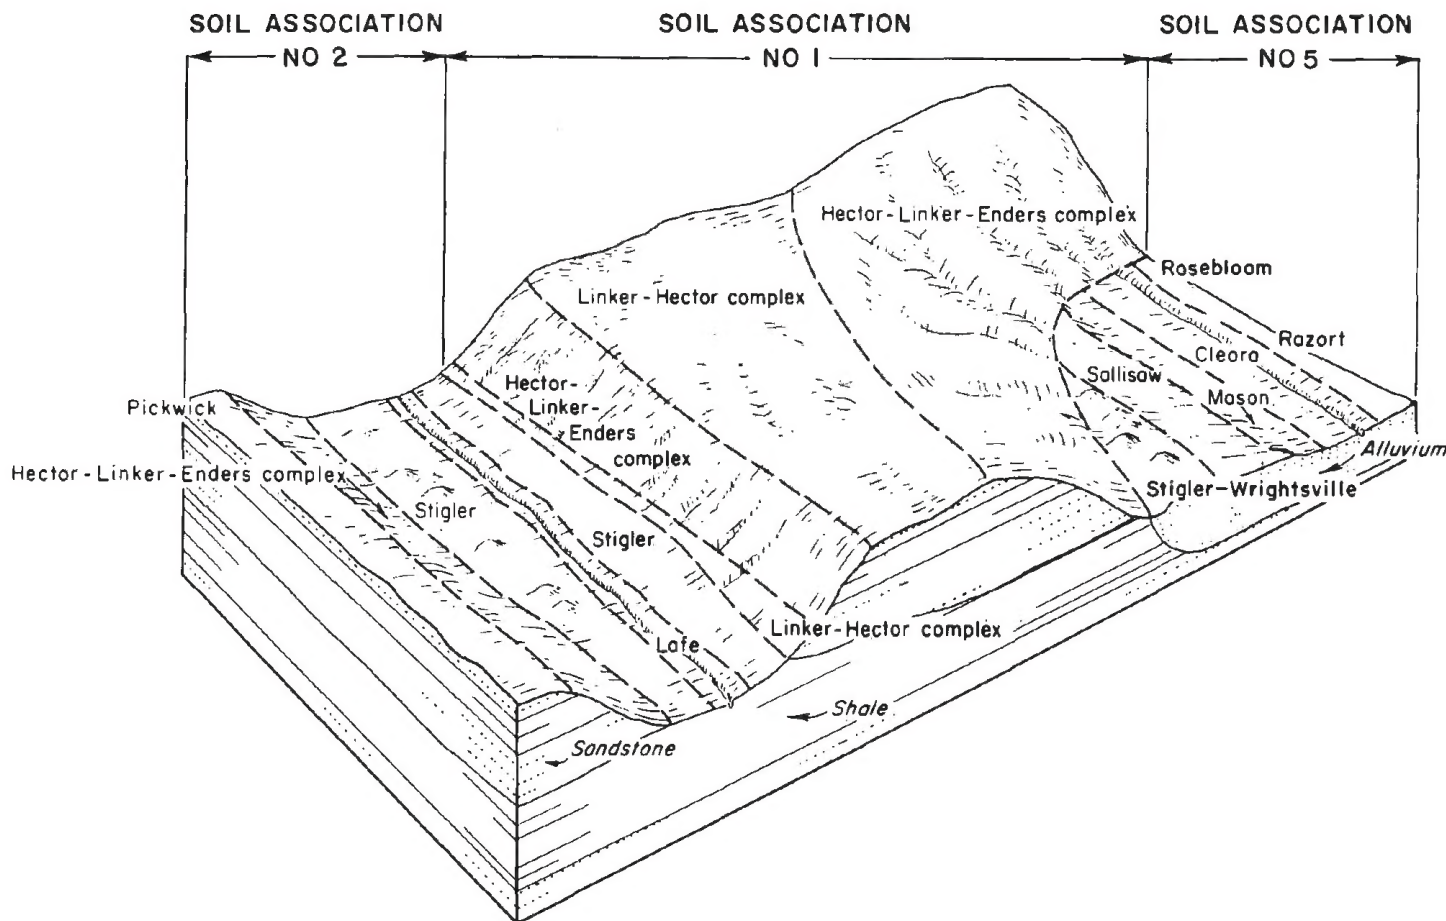 SOIL ASSOCIATION
NO 2
SOIL ASSOCIATION
NO 1
SOIL ASSOCIATION
NO 5
Hector-Linker-Enders complex
Rosebloom
Linker-Hector complex
Razort
Cleora
Sallisaw
Mason
Hector-
Linker-
Enders
complex
Pickwick
Alluvium
Hector-Linker-Enders complex
Stigler-Wrightsville
Stigler
Stigler
Linker-Hector complex
Lafe
Shale
Sandstone